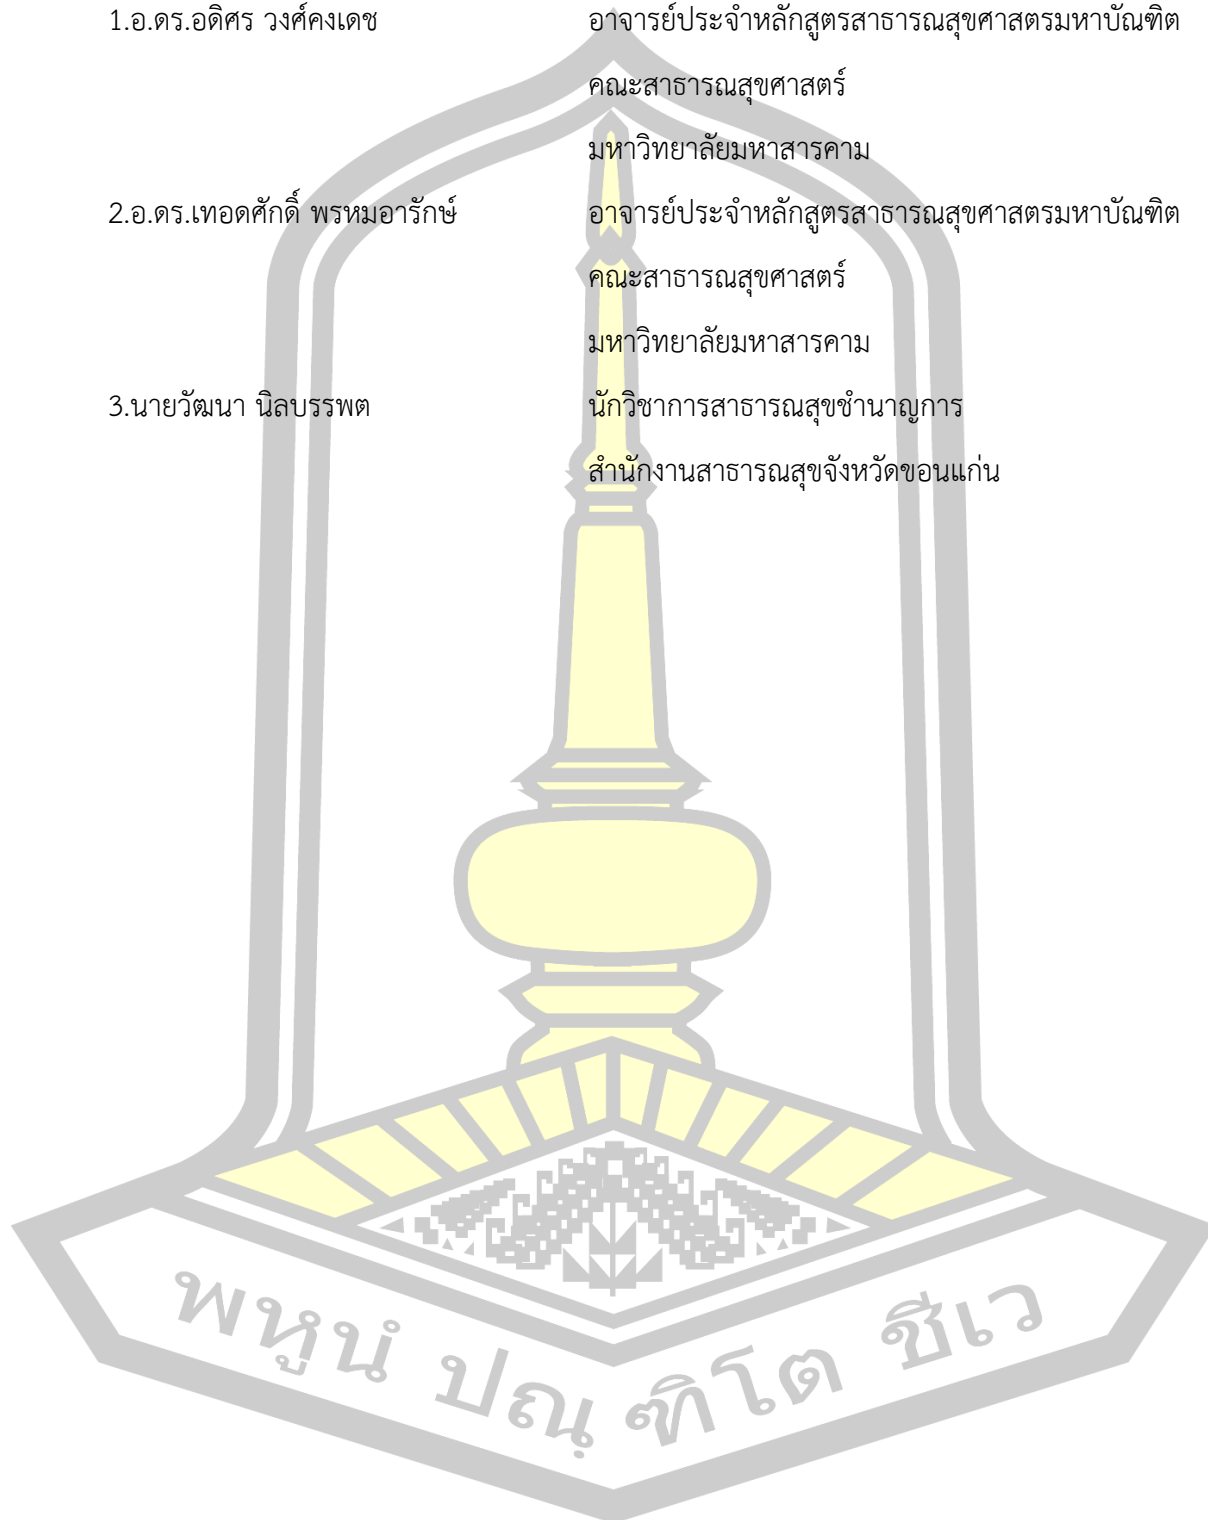 1.อ.ดร.อดิศร วงศ์คงเดช อาจารย์ประจำหลักสูตรสาธารณสุขศาสตรมหาบัณฑิต
คณะสาธารณสุขศาสตร์
มหาวิทยาลัยมหาสารคาม
2.อ.ดร.เทอดศักดิ์ พรหมอารักษ์ อาจารย์ประจำหลักสูตรสาธารณสุขศาสตรมหาบัณฑิต
คณะสาธารณสุขศาสตร์
มหาวิทยาลัยมหาสารคาม
3.นายวัฒนา นิลบรรพต นักวิชาการสาธารณสุขชำนาญการ
สำนักงานสาธารณสุขจังหวัดขอนแก่น
พหูนํ ปณฺฑิโต ชีเว